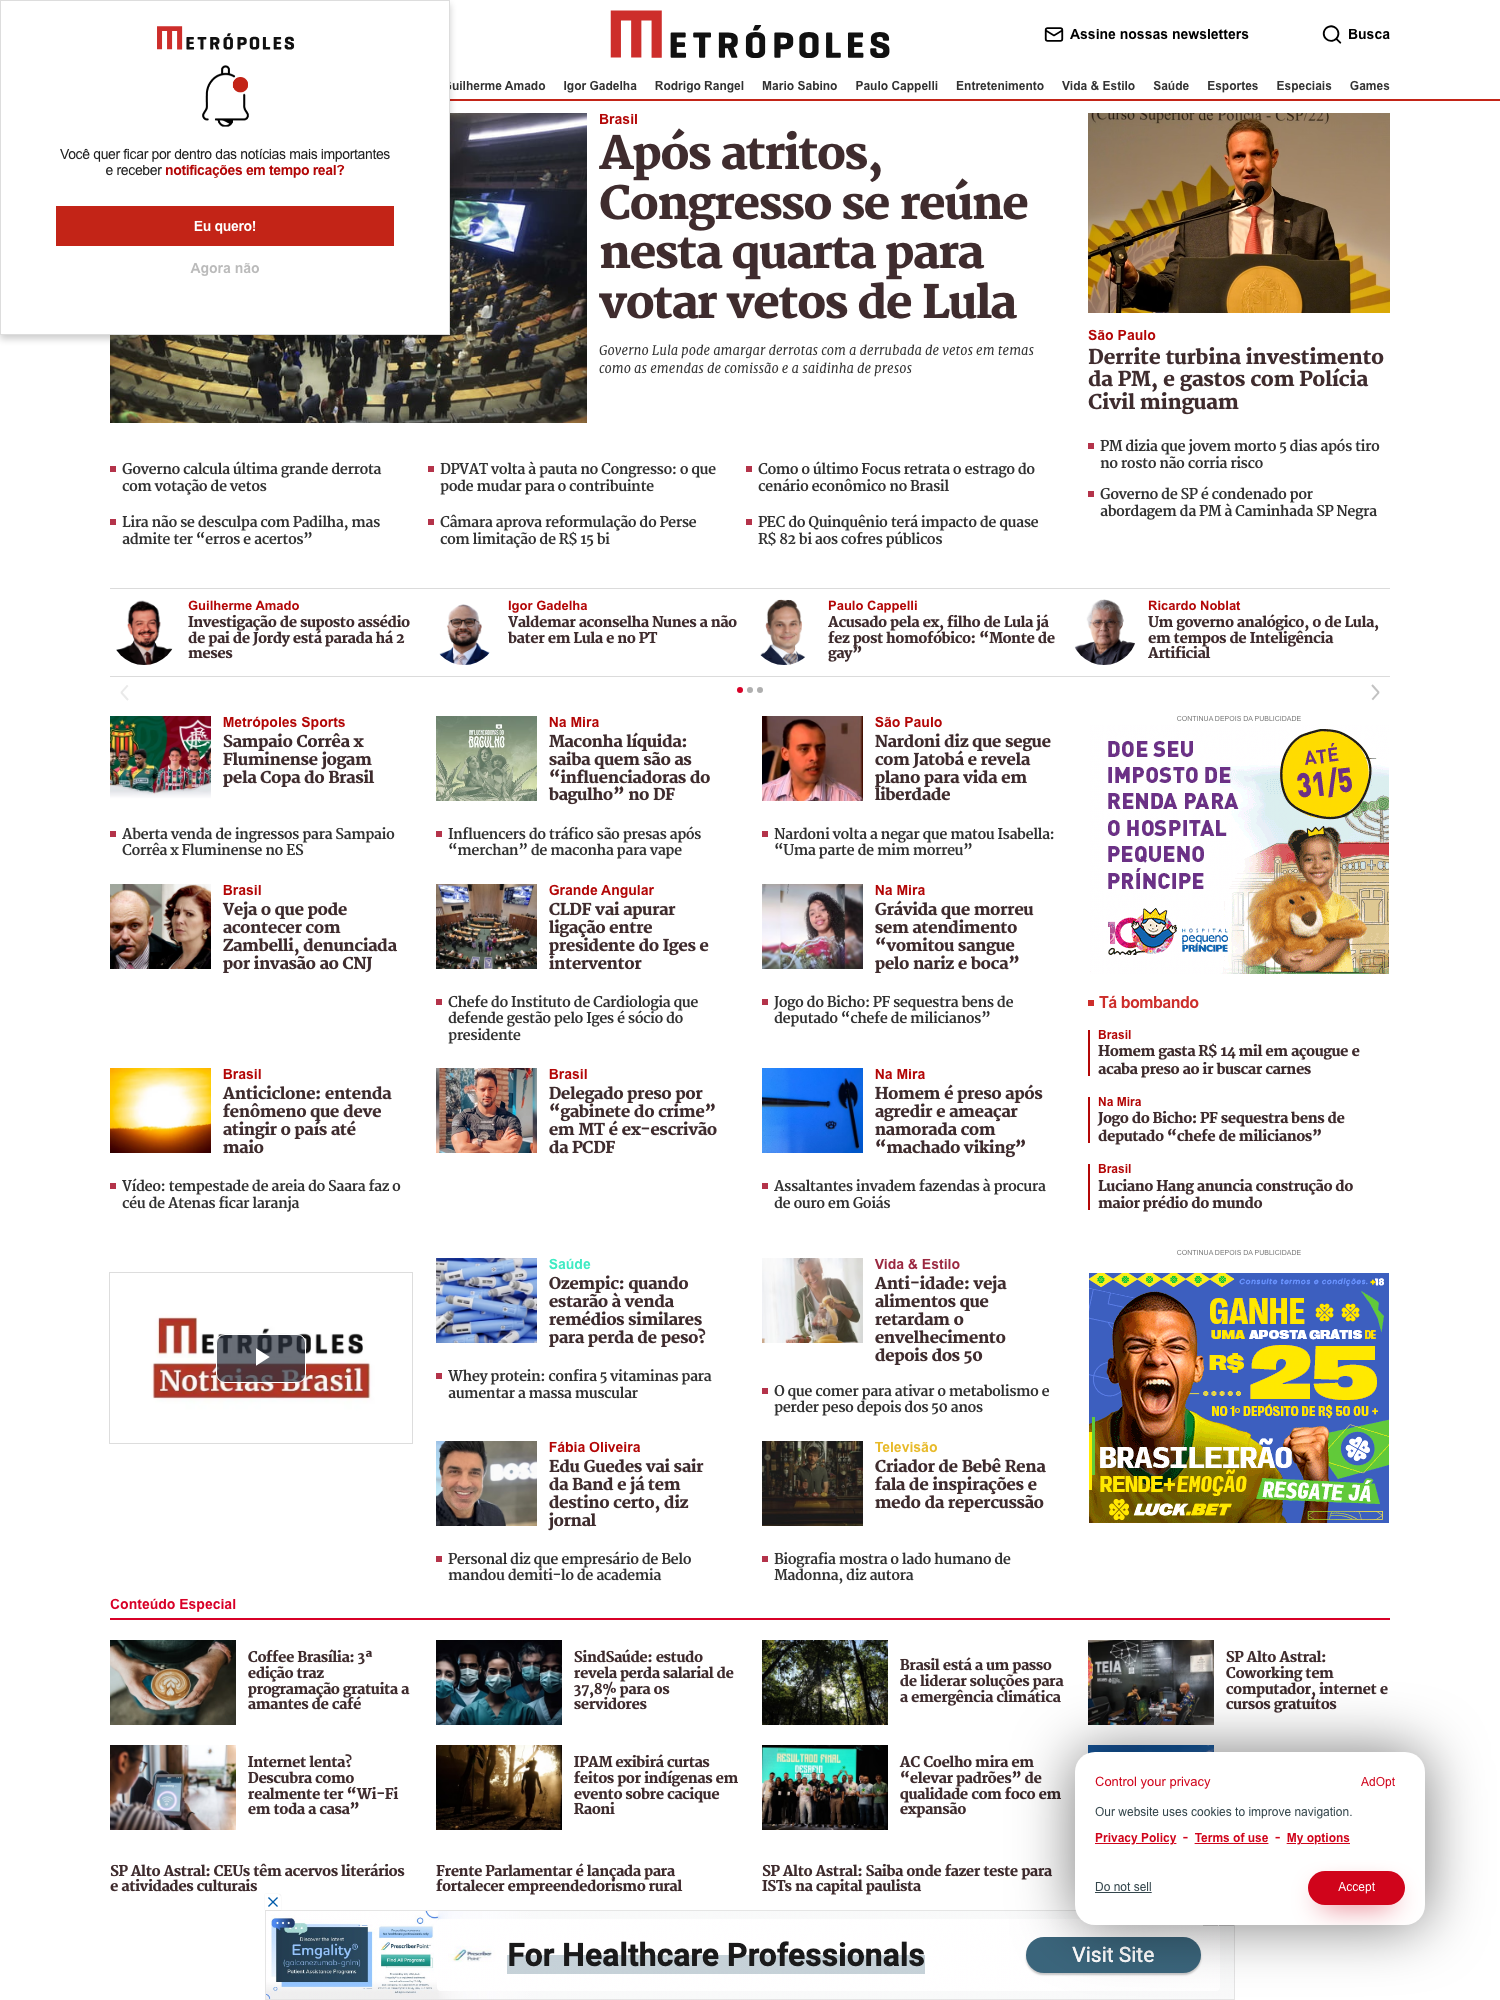 METRÓPOLES
Você quer ficar por dentro das notícias mais importantes
e receber notificações em tempo real?
Eu quero!
Agora não
METRÓPOLES
Assine nossas newsletters
Busca
Guilherme Amado Igor Gadelha Rodrigo Rangel Mario Sabino Paulo Cappelli Entretenimento Vida & Estilo Saúde Esportes Especiais Games
Brasil
Após atritos,
Congresso se reúne
nesta quarta para
votar vetos de Lula
Governo Lula pode amargar derrotas com a derrubada de vetos em temas
como as emendas de comissão e a saidinha de presos
(Curso Superior de Polícia - CSP/22)
São Paulo
Derrite turbina investimento
da PM, e gastos com Polícia
Civil minguam
PM dizia que jovem morto 5 dias após tiro
no rosto não corria risco
Governo de SP é condenado por
abordagem da PM à Caminhada SP Negra
Governo calcula última grande derrota
com votação de vetos
DPVAT volta à pauta no Congresso: o que
pode mudar para o contribuinte
Como o último Focus retrata o estrago do
cenário econômico no Brasil
Lira não se desculpa com Padilha, mas
admite ter “erros e acertos”
Câmara aprova reformulação do Perse
com limitação de R$ 15 bi
PEC do Quinquênio terá impacto de quase
R$ 82 bi aos cofres públicos
Guilherme Amado
Investigação de suposto assédio
de pai de Jordy está parada há 2
meses
Igor Gadelha
Valdemar aconselha Nunes a não
bater em Lula e no PT
Paulo Cappelli
Acusado pela ex, filho de Lula já
fez post homofóbico: “Monte de
gay”
Ricardo Noblat
Um governo analógico, o de Lula,
em tempos de Inteligência
Artificial
Metrópoles Sports
Sampaio Corrêa x
Fluminense jogam
pela Copa do Brasil
Aberta venda de ingressos para Sampaio
Corrêa x Fluminense no ES
Na Mira
Maconha líquida:
saiba quem são as
“influenciadoras do
bagulho” no DF
INFLUENCIADORAS DO
BAGULHO
Influencers do tráfico são presas após
“merchan” de maconha para vape
São Paulo
Nardoni diz que segue
com Jatobá e revela
plano para vida em
liberdade
Nardoni volta a negar que matou Isabella:
“Uma parte de mim morreu”
CONTINUA DEPOIS DA PUBLICIDADE
DOE SEU
IMPOSTO DE
RENDA PARA
O HOSPITAL
PEQUENO
PRÍNCIPE
ATÉ
31/5
100
anos
HOSPITAL
pequeno
PRÍNCIPE
Brasil
Veja o que pode
acontecer com
Zambelli, denunciada
por invasão ao CNJ
Grande Angular
CLDF vai apurar
ligação entre
presidente do Iges e
interventor
Chefe do Instituto de Cardiologia que
defende gestão pelo Iges é sócio do
presidente
Na Mira
Grávida que morreu
sem atendimento
“vomitou sangue
pelo nariz e boca”
Jogo do Bicho: PF sequestra bens de
deputado “chefe de milicianos”
Tá bombando
Brasil
Homem gasta R$ 14 mil em açougue e
acaba preso ao ir buscar carnes
Na Mira
Jogo do Bicho: PF sequestra bens de
deputado “chefe de milicianos”
Brasil
Luciano Hang anuncia construção do
maior prédio do mundo
Brasil
Anticiclone: entenda
fenômeno que deve
atingir o país até
maio
Vídeo: tempestade de areia do Saara faz o
céu de Atenas ficar laranja
Brasil
Delegado preso por
“gabinete do crime”
em MT é ex-escrivão
da PCDF
Na Mira
Homem é preso após
agredir e ameaçar
namorada com
“machado viking”
Assaltantes invadem fazendas à procura
de ouro em Goiás
METRÓPOLES
Notícias Brasil
Saúde
Ozempic: quando
estarão à venda
remédios similares
para perda de peso?
Whey protein: confira 5 vitaminas para
aumentar a massa muscular
Vida & Estilo
Anti-idade: veja
alimentos que
retardam o
envelhecimento
depois dos 50
O que comer para ativar o metabolismo e
perder peso depois dos 50 anos
CONTINUA DEPOIS DA PUBLICIDADE
Consulte termos e condições. +18
GANHE
UMA APOSTA GRÁTIS DE
R$ 25
NO 1º DEPÓSITO DE R$ 50 OU +
BRASILEIRÃO
RENDE+EMOÇÃO
RESGATE JÁ
LUCK.BET
Fábia Oliveira
Edu Guedes vai sair
da Band e já tem
destino certo, diz
jornal
BOSS
Personal diz que empresário de Belo
mandou demiti-lo de academia
Televisão
Criador de Bebê Rena
fala de inspirações e
medo da repercussão
Biografia mostra o lado humano de
Madonna, diz autora
Conteúdo Especial
Coffee Brasília: 3ª
edição traz
programação gratuita a
amantes de café
SindSaúde: estudo
revela perda salarial de
37,8% para os
servidores
Brasil está a um passo
de liderar soluções para
a emergência climática
TEIA
SP Alto Astral:
Coworking tem
computador, internet e
cursos gratuitos
Internet lenta?
Descubra como
realmente ter “Wi-Fi
em toda a casa”
IPAM exibirá curtas
feitos por indígenas em
evento sobre cacique
Raoni
RESULTADO FINAL
DESAFIO
AC Coelho mira em
“elevar padrões” de
qualidade com foco em
expansão
SP Alto Astral: CEUs têm acervos literários
e atividades culturais
Frente Parlamentar é lançada para
fortalecer empreendedorismo rural
SP Alto Astral: Saiba onde fazer teste para
ISTs na capital paulista
Control your privacy
AdOpt
Our website uses cookies to improve navigation.
Privacy Policy - Terms of use - My options
Do not sell
Accept
Discover the latest
Emgality®
(galcanezumab-gnlm)
Patient Assistance Programs
PrescriberPoint
Find All Programs
Prescriber
Point
For Healthcare Professionals
Visit Site